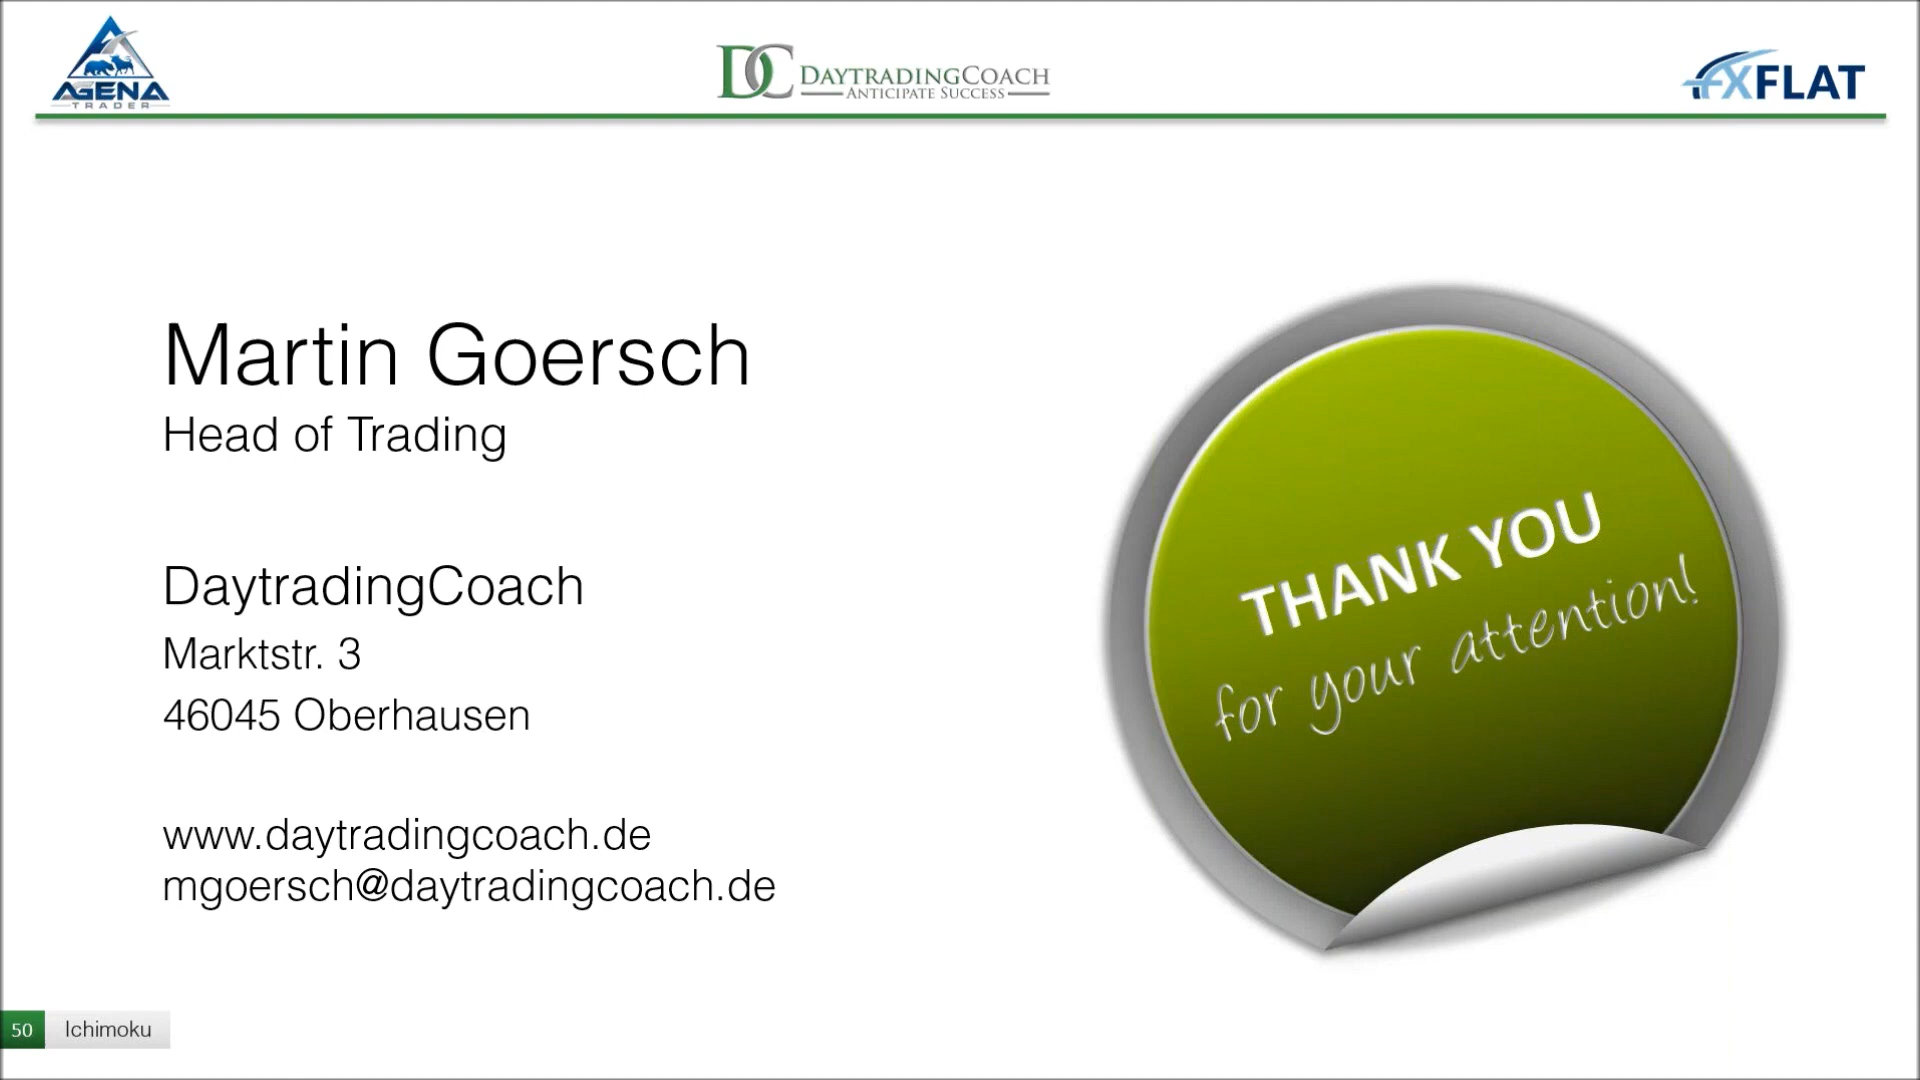 AGENA
TRADER
DC DAYTRADINGCOACH
ANTICIPATE SUCCESS
FXFLAT
Martin Goersch
Head of Trading
DaytradingCoach
Marktstr. 3
46045 Oberhausen
www.daytradingcoach.de
mgoersch@daytradingcoach.de
THANK YOU
for your attention!
50 Ichimoku